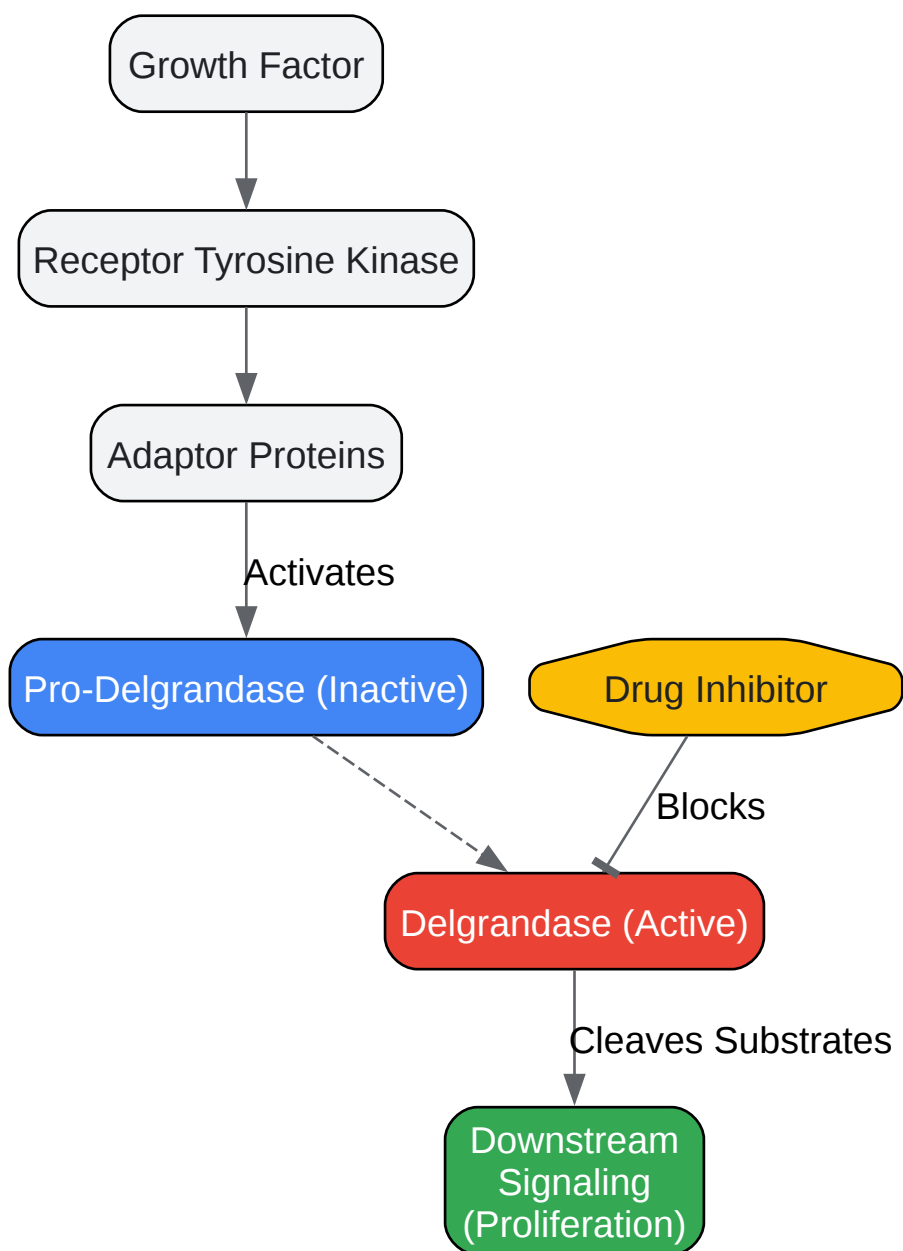 Growth Factor
Receptor Tyrosine Kinase
Adaptor Proteins
Activates
Pro-Delgrandase (Inactive)
Drug Inhibitor
Blocks
Delgrandase (Active)
Cleaves Substrates
Downstream
Signaling
(Proliferation)